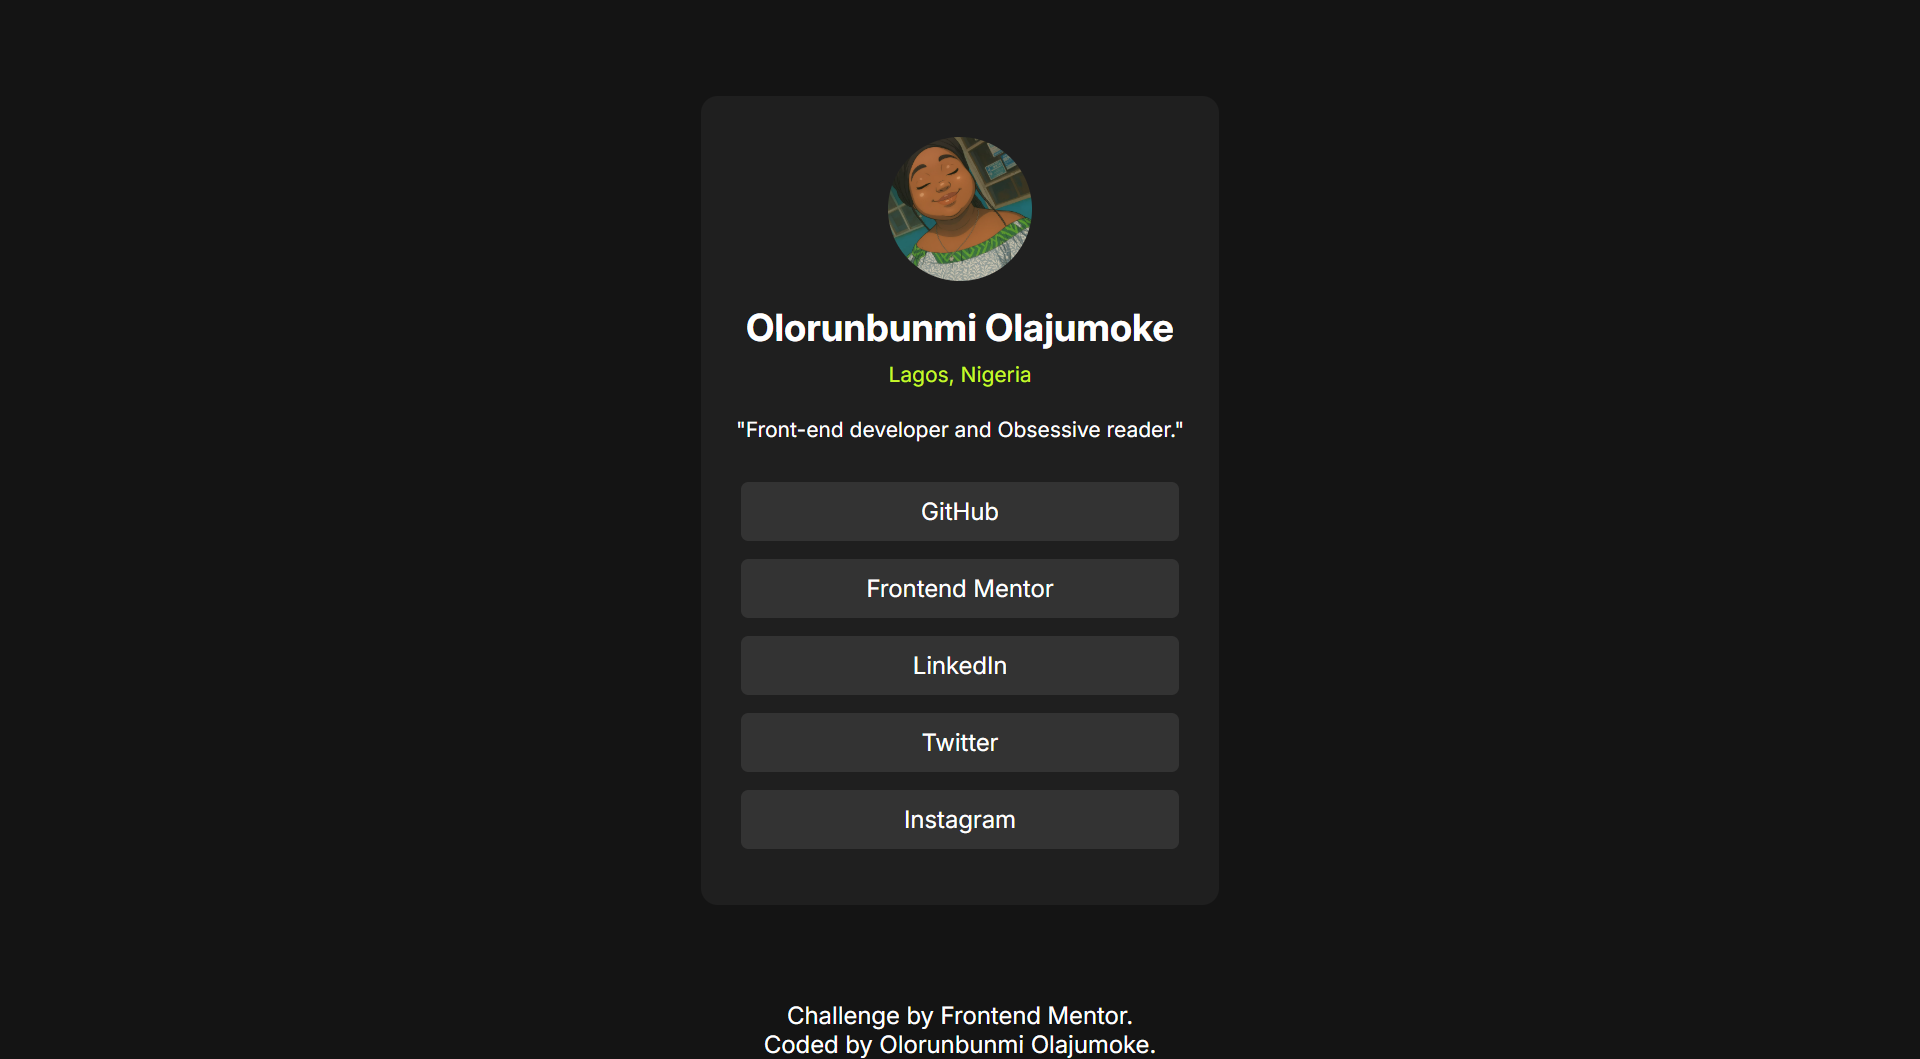 Olorunbunmi Olajumoke
Lagos, Nigeria
"Front-end developer and Obsessive reader."
GitHub
Frontend Mentor
LinkedIn
Twitter
Instagram
Challenge by Frontend Mentor.
Coded by Olorunbunmi Olajumoke.